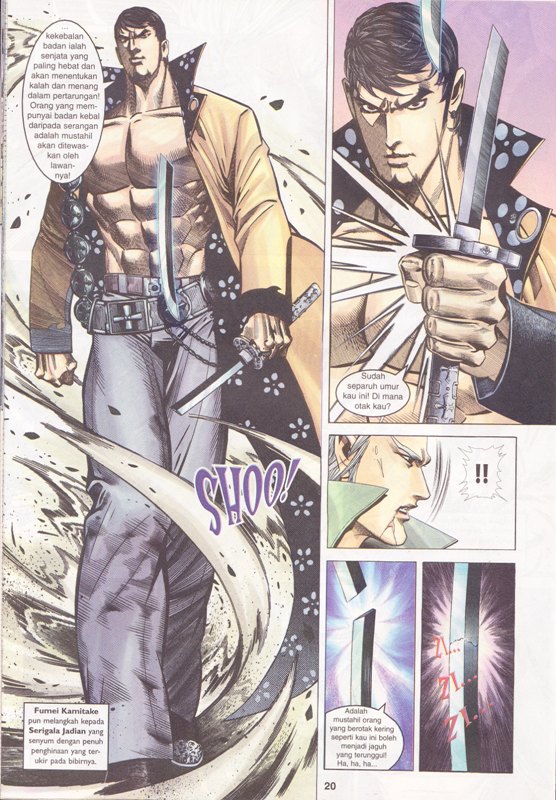 ...
kekebalan
badan ialah
senjata yang
paling hebat dan
akan menentukan
kalah dan menang
dalam pertarungan!
Orang yang mem-
punyai badan kebal
daripada serangan
adalah mustahil
akan ditewas-
kan oleh
lawan-
nya!
Sudah
separuh umur
kau ini! Di mana
otak kau?
!!
SHOO!
ZI...
ZI...
ZI...
Adalah
mustahil orang
yang berotak kering
seperti kau ini boleh
menjadi jaguh
yang terunggul!
Ha, ha, ha...
Fumei Kamitake
pun melangkah kepada
Serigala Jadian yang
senyum dengan penuh
penghinaan yang ter-
ukir pada bibirnya.
20